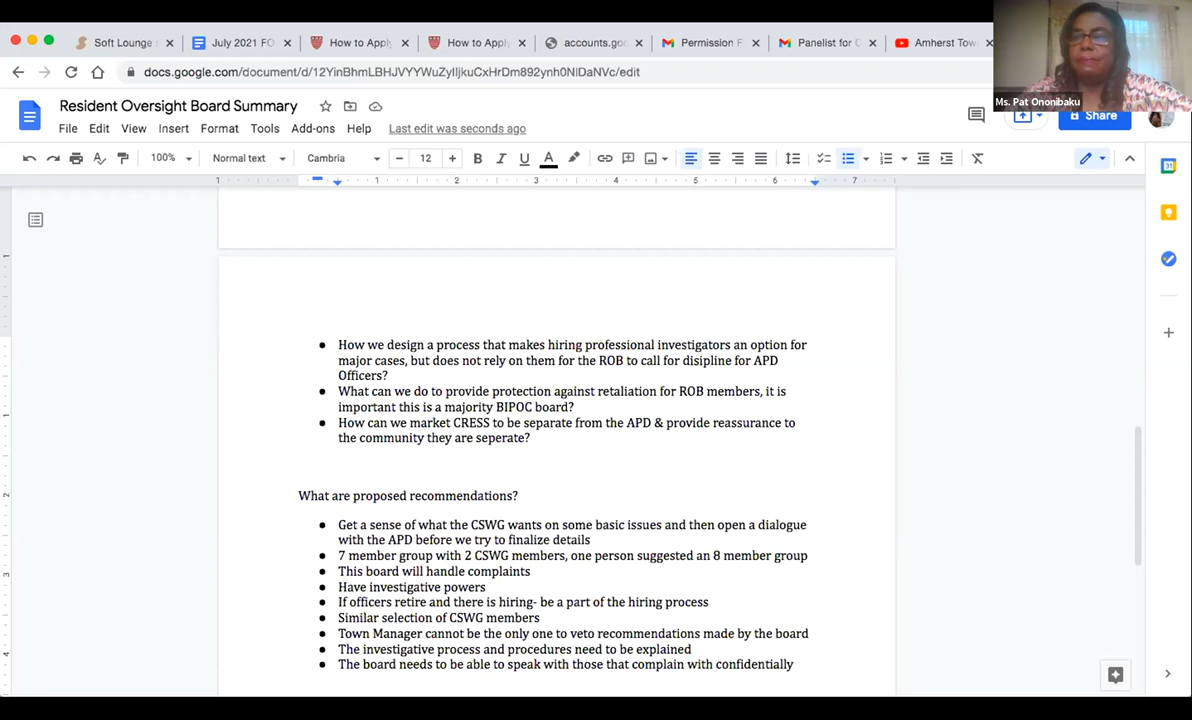 Soft Lounge
July 2021 FO
How to Apply
How to Apply
accounts.goo
Permission F
Panelist for C
Amherst Tow
docs.google.com/document/d/12YinBhmLBHJVYYWuZylljkuCxHrDm892ynh0NlDaNVc/edit
Ms. Pat Ononibaku
Resident Oversight Board Summary
File Edit View Insert Format Tools Add-ons Help Last edit was seconds ago
Share
100% Normal text Cambria 12 B I U A
1 1 2 3 4 5 6 7
How we design a process that makes hiring professional investigators an option for
major cases, but does not rely on them for the ROB to call for disipline for APD
Officers?
What can we do to provide protection against retaliation for ROB members, it is
important this is a majority BIPOC board?
How can we market CRESS to be separate from the APD & provide reassurance to
the community they are seperate?
What are proposed recommendations?
Get a sense of what the CSWG wants on some basic issues and then open a dialogue
with the APD before we try to finalize details
7 member group with 2 CSWG members, one person suggested an 8 member group
This board will handle complaints
Have investigative powers
If officers retire and there is hiring- be a part of the hiring process
Similar selection of CSWG members
Town Manager cannot be the only one to veto recommendations made by the board
The investigative process and procedures need to be explained
The board needs to be able to speak with those that complain with confidentially